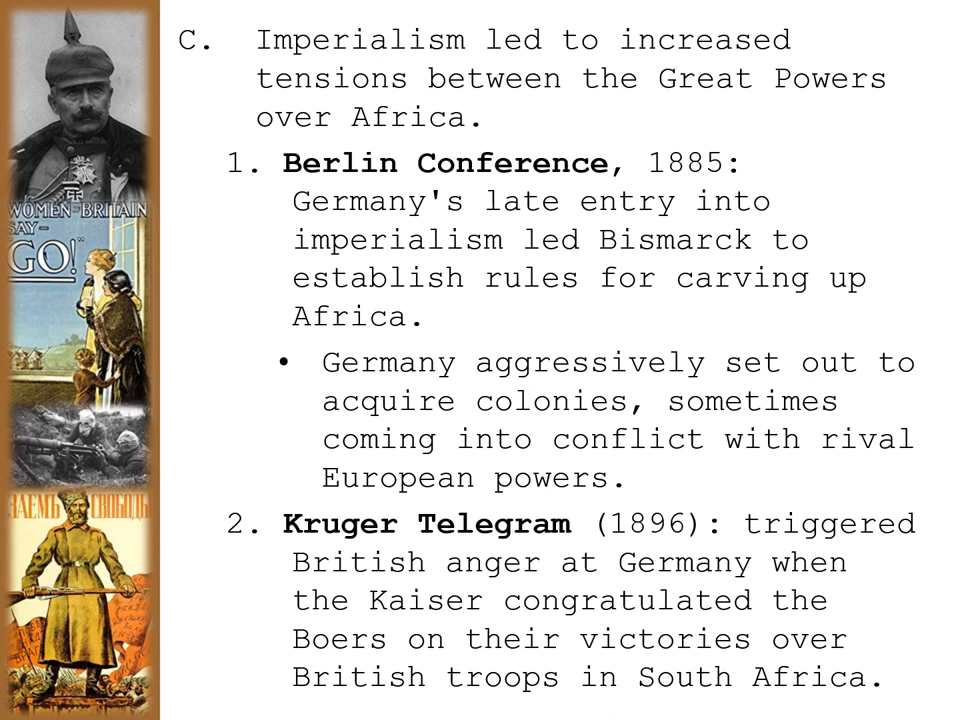 C. Imperialism led to increased
tensions between the Great Powers
over Africa.
1. Berlin Conference, 1885:
Germany's late entry into
imperialism led Bismarck to
establish rules for carving up
Africa.
• Germany aggressively set out to
acquire colonies, sometimes
coming into conflict with rival
European powers.
2. Kruger Telegram (1896): triggered
British anger at Germany when
the Kaiser congratulated the
Boers on their victories over
British troops in South Africa.
WOMEN OF BRITAIN
SAY—
"GO!"
ЗАЕМЪ СВОБОДЫ